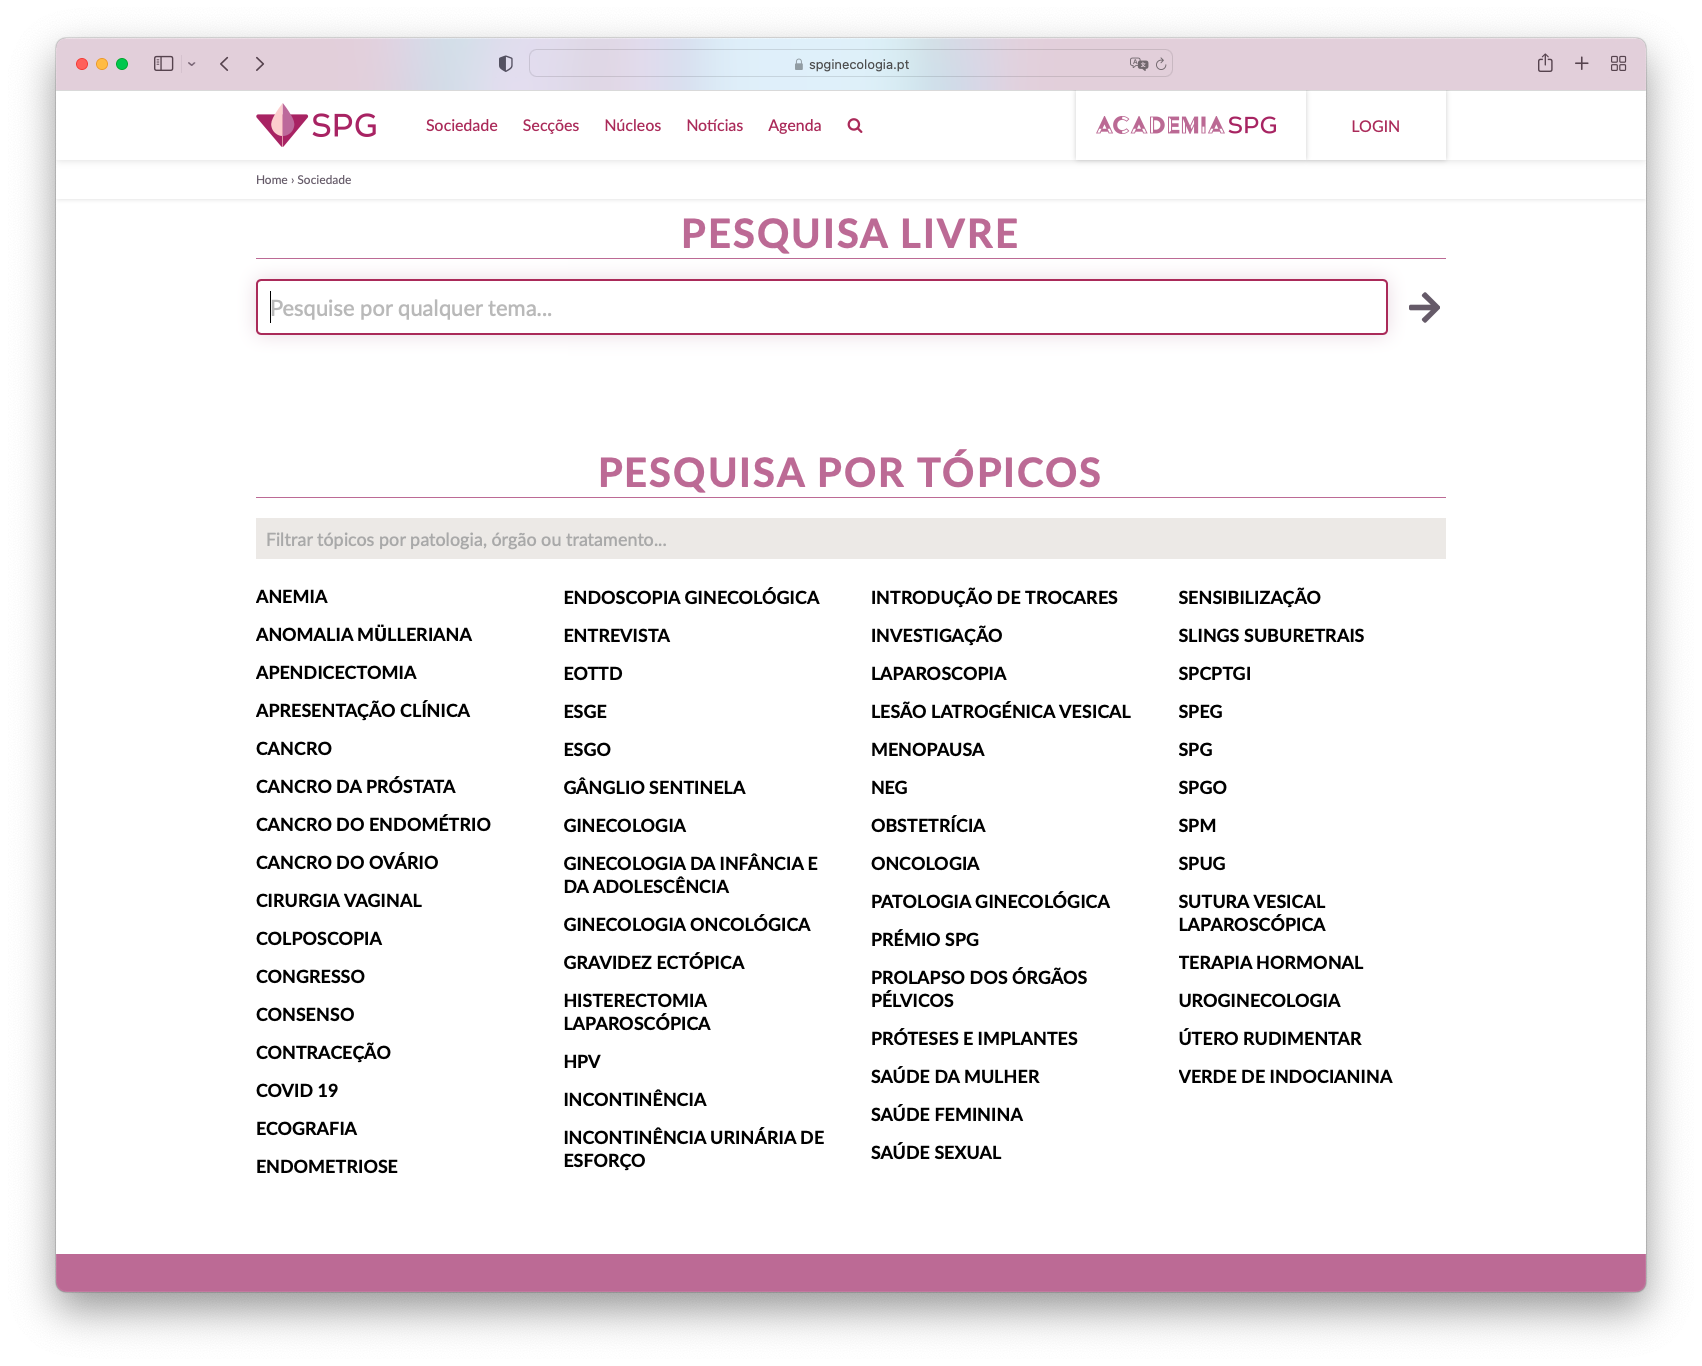 spginecologia.pt
SPG
Sociedade Secções Núcleos Notícias Agenda
ACADEMIA SPG
LOGIN
Home › Sociedade
PESQUISA LIVRE
Pesquise por qualquer tema...
PESQUISA POR TÓPICOS
Filtrar tópicos por patologia, órgão ou tratamento...
ANEMIA
ANOMALIA MÜLLERIANA
APENDICECTOMIA
APRESENTAÇÃO CLÍNICA
CANCRO
CANCRO DA PRÓSTATA
CANCRO DO ENDOMÉTRIO
CANCRO DO OVÁRIO
CIRURGIA VAGINAL
COLPOSCOPIA
CONGRESSO
CONSENSO
CONTRACEÇÃO
COVID 19
ECOGRAFIA
ENDOMETRIOSE
ENDOSCOPIA GINECOLÓGICA
ENTREVISTA
EOTTD
ESGE
ESGO
GÂNGLIO SENTINELA
GINECOLOGIA
GINECOLOGIA DA INFÂNCIA E
DA ADOLESCÊNCIA
GINECOLOGIA ONCOLÓGICA
GRAVIDEZ ECTÓPICA
HISTERECTOMIA
LAPAROSCÓPICA
HPV
INCONTINÊNCIA
INCONTINÊNCIA URINÁRIA DE
ESFORÇO
INTRODUÇÃO DE TROCARES
INVESTIGAÇÃO
LAPAROSCOPIA
LESÃO LATROGÉNICA VESICAL
MENOPAUSA
NEG
OBSTETRÍCIA
ONCOLOGIA
PATOLOGIA GINECOLÓGICA
PRÉMIO SPG
PROLAPSO DOS ÓRGÃOS
PÉLVICOS
PRÓTESES E IMPLANTES
SAÚDE DA MULHER
SAÚDE FEMININA
SAÚDE SEXUAL
SENSIBILIZAÇÃO
SLINGS SUBURETRAIS
SPCPTGI
SPEG
SPG
SPGO
SPM
SPUG
SUTURA VESICAL
LAPAROSCÓPICA
TERAPIA HORMONAL
UROGINECOLOGIA
ÚTERO RUDIMENTAR
VERDE DE INDOCIANINA